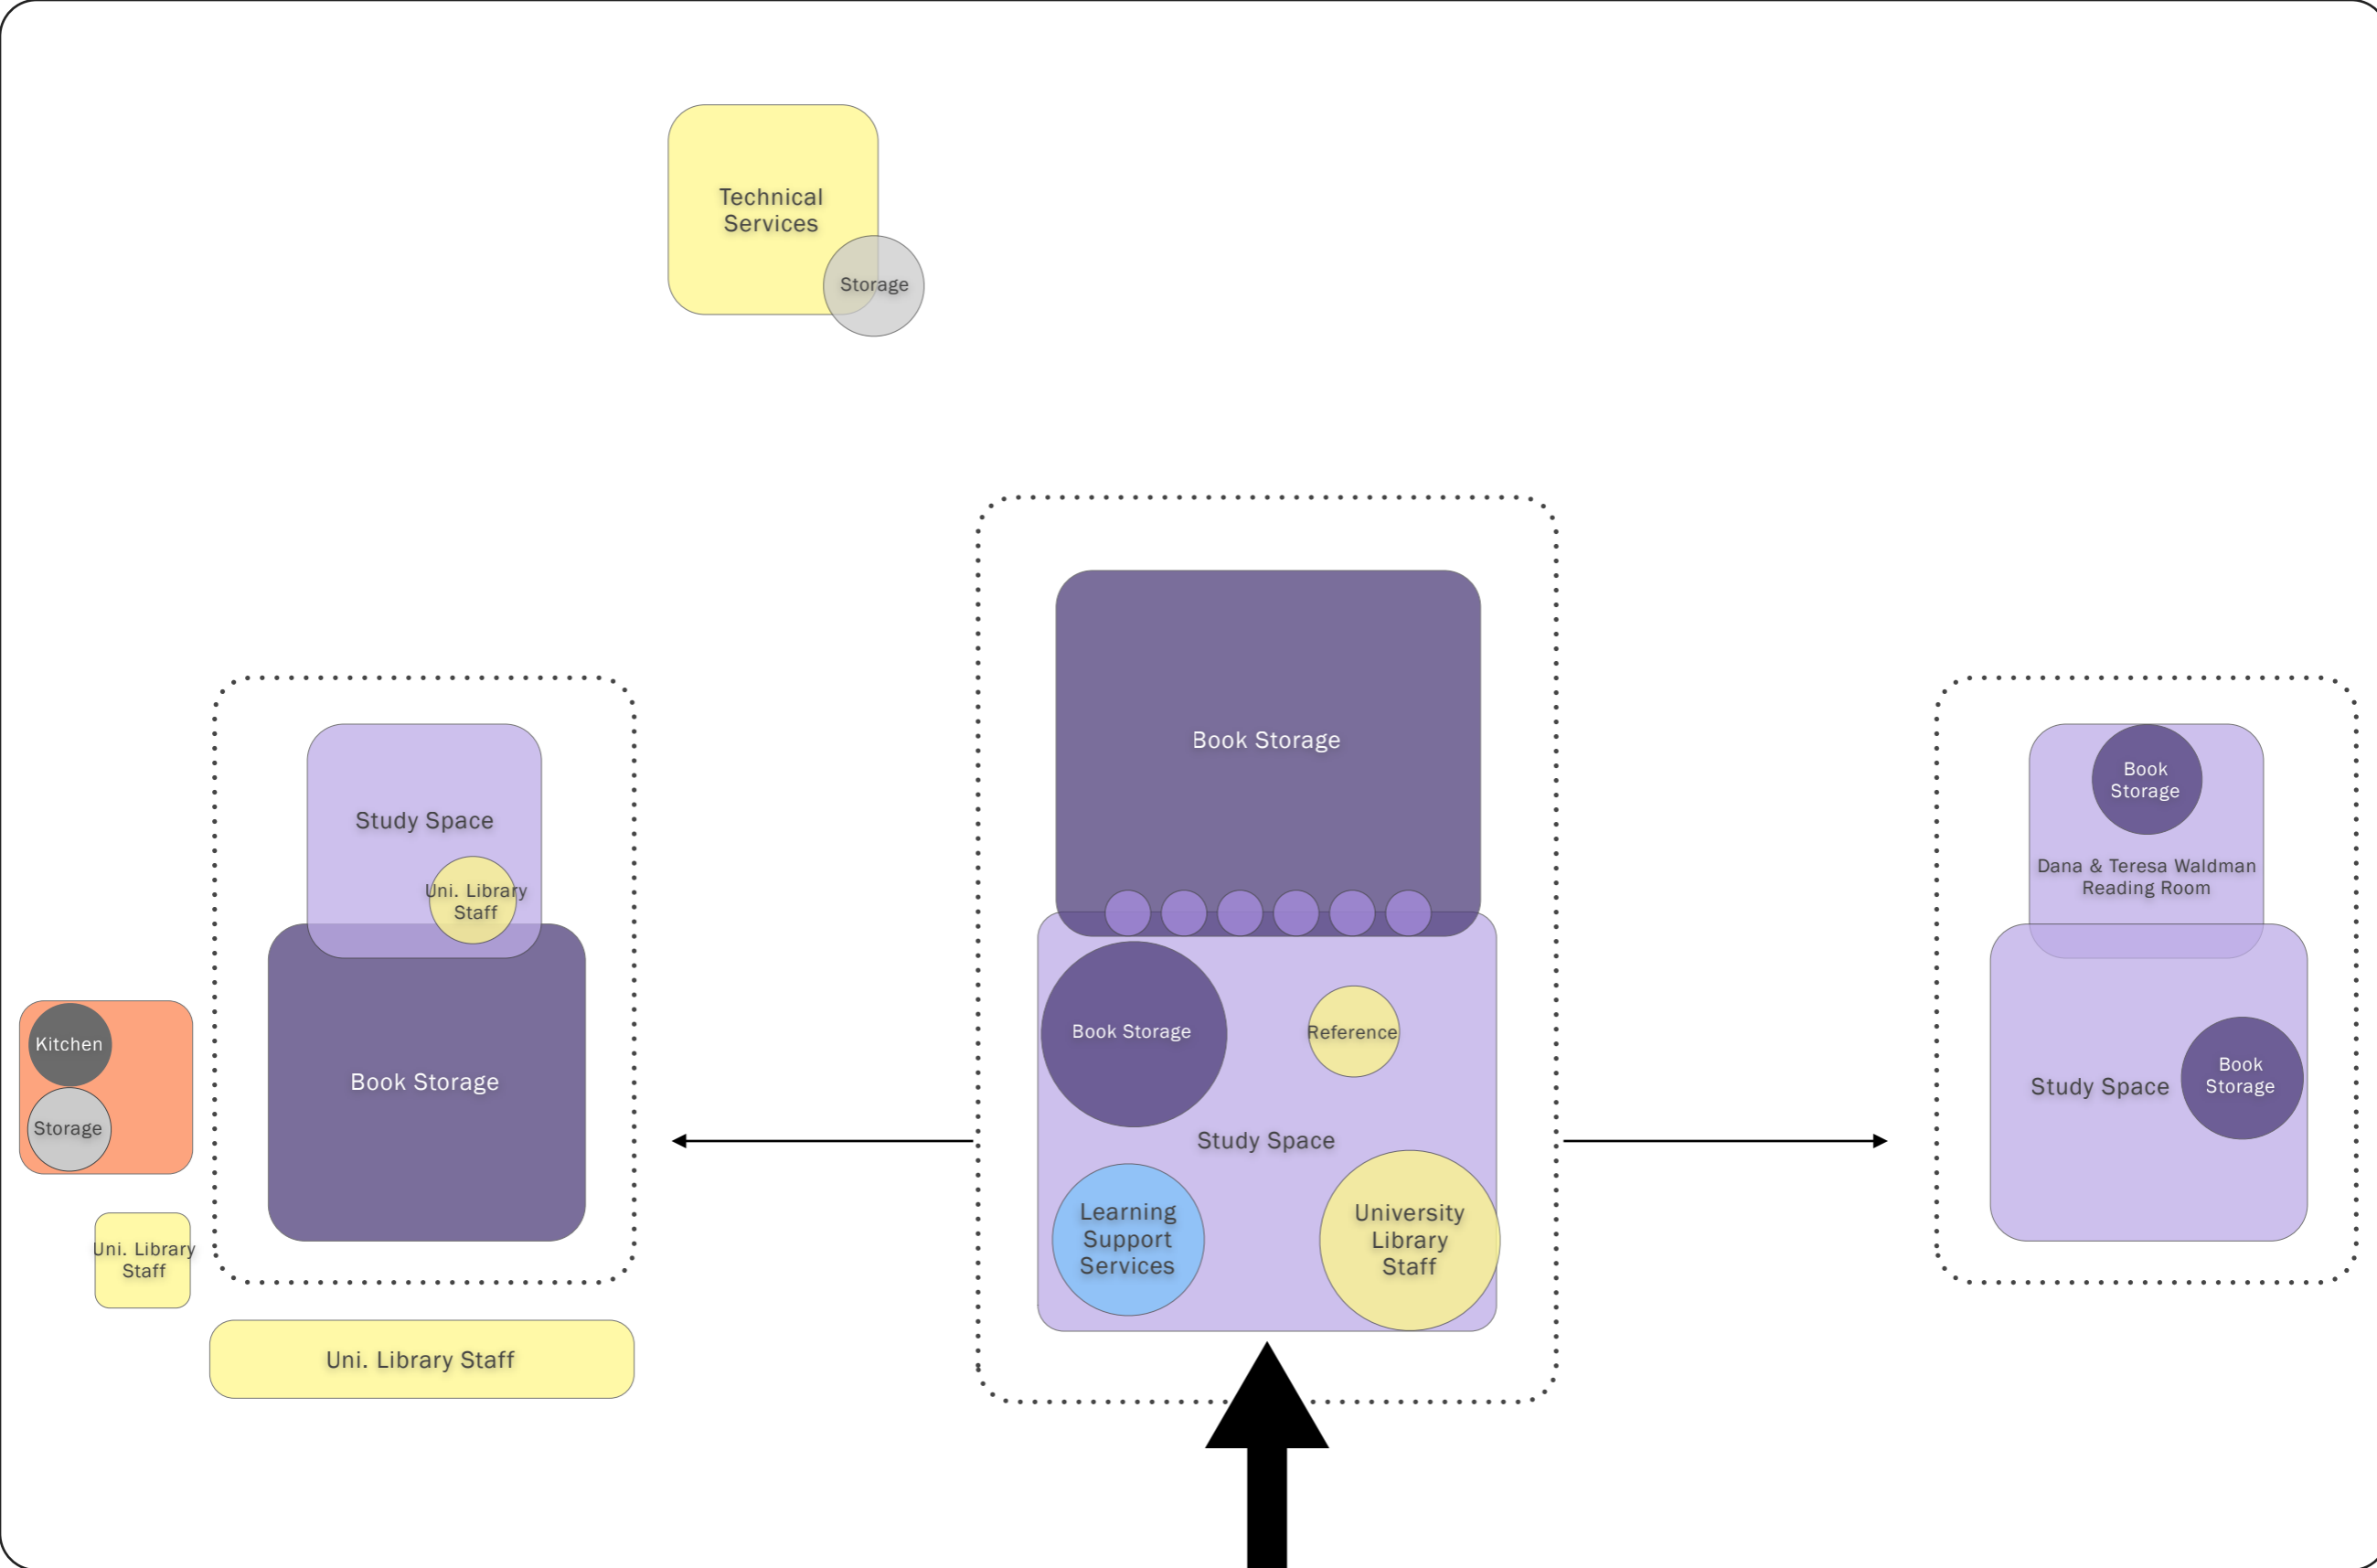 Technical
Services
Storage
Book Storage
Study Space
Uni. Library
Staff
Book Storage
Kitchen
Storage
Uni. Library
Staff
Uni. Library Staff
Book Storage
Reference
Study Space
Learning
Support
Services
University
Library
Staff
Book
Storage
Dana & Teresa Waldman
Reading Room
Study Space
Book
Storage